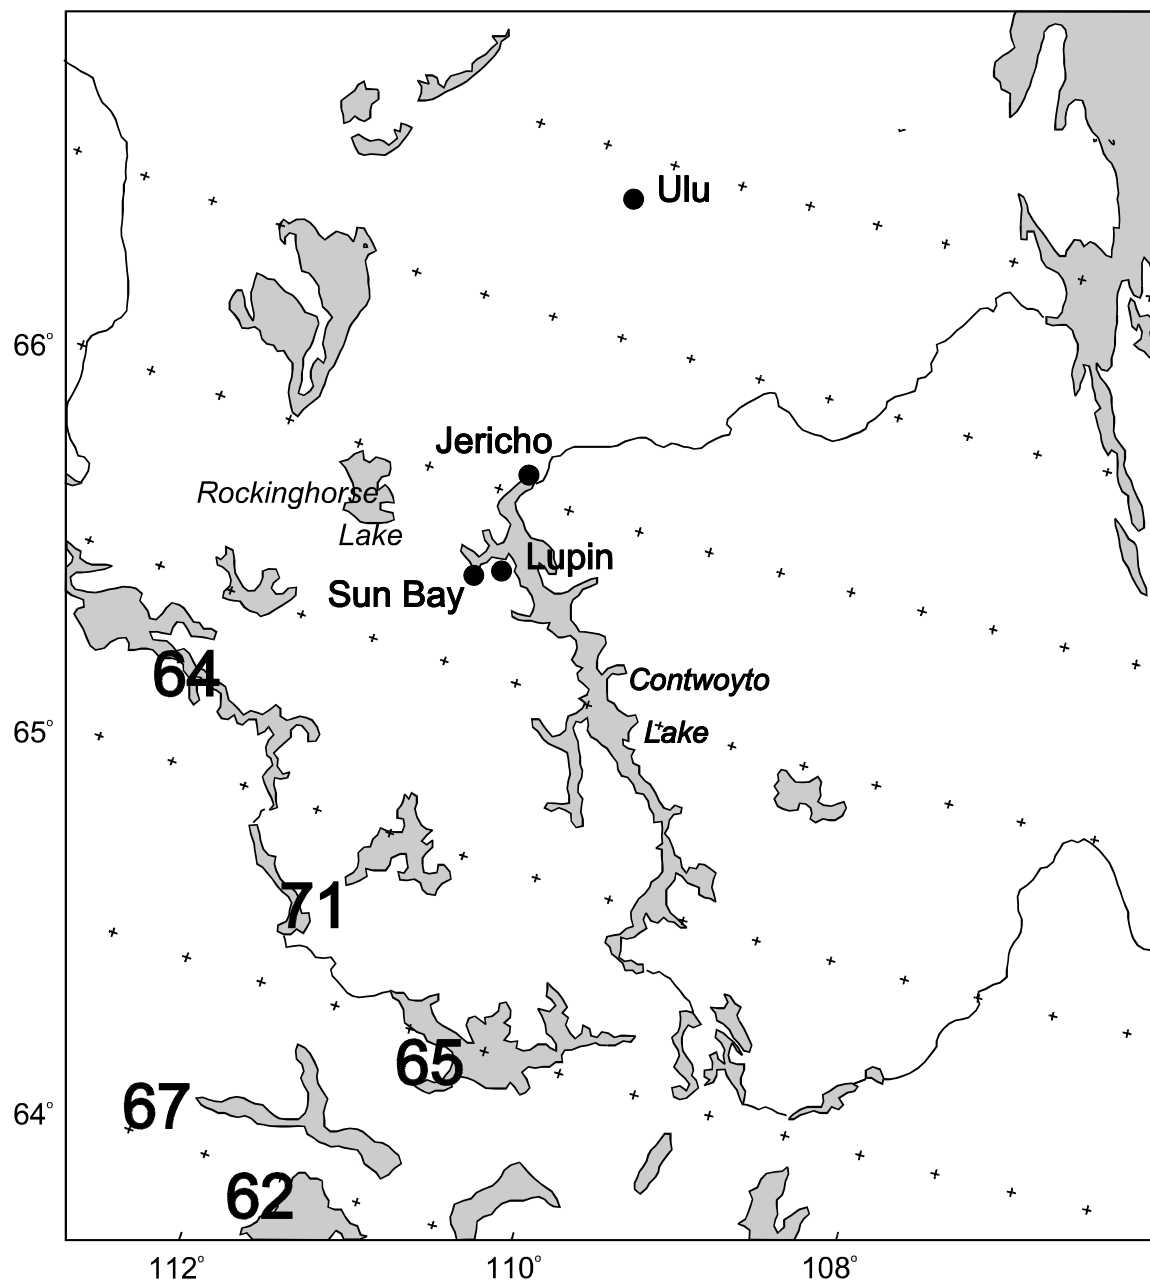 Ulu
66°
Jericho
Rockinghorse
Lake
Lupin
Sun Bay
64
Contwoyto
Lake
65°
71
65
67
64°
62
112°
110°
108°